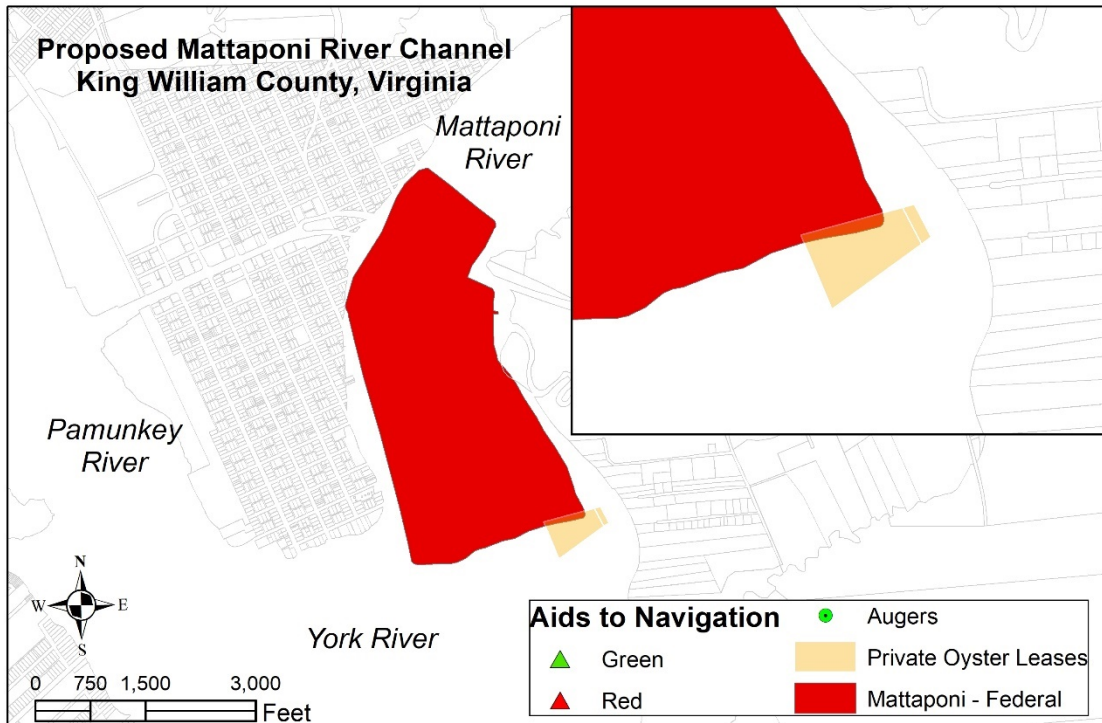 Proposed Mattaponi River Channel
King William County, Virginia
Mattaponi
River
Pamunkey
River
York River
N
W E
S
0 750 1,500 3,000
Feet
Aids to Navigation
Green
Red
Augers
Private Oyster Leases
Mattaponi - Federal